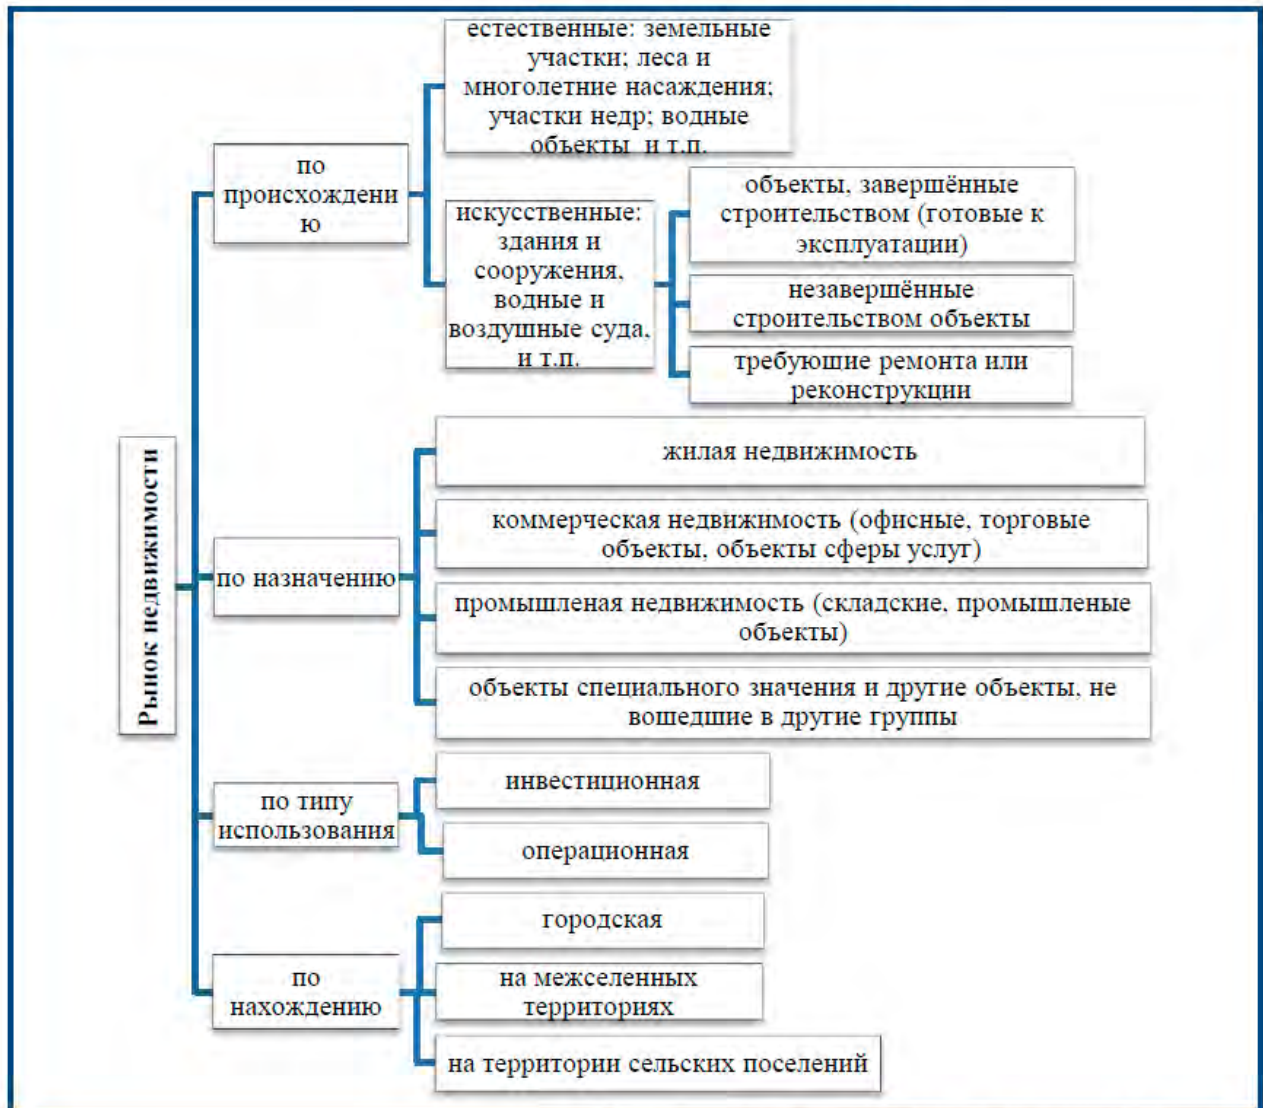 Рынок недвижимости
по
происхождени
ю
естественные: земельные
участки; леса и
многолетние насаждения;
участки недр; водные
объекты и т.п.
искусственные:
здания и
сооружения,
водные и
воздушные суда,
и т.п.
объекты, завершённые
строительством (готовые к
эксплуатации)
незавершённые
строительством объекты
требующие ремонта или
реконструкции
по назначению
жилая недвижимость
коммерческая недвижимость (офисные, торговые
объекты, объекты сферы услуг)
промышленая недвижимость (складские, промышленые
объекты)
объекты специального значения и другие объекты, не
вошедшие в другие группы
по типу
использования
инвестиционная
операционная
по
нахождению
городская
на межселенных
территориях
на территории сельских поселений